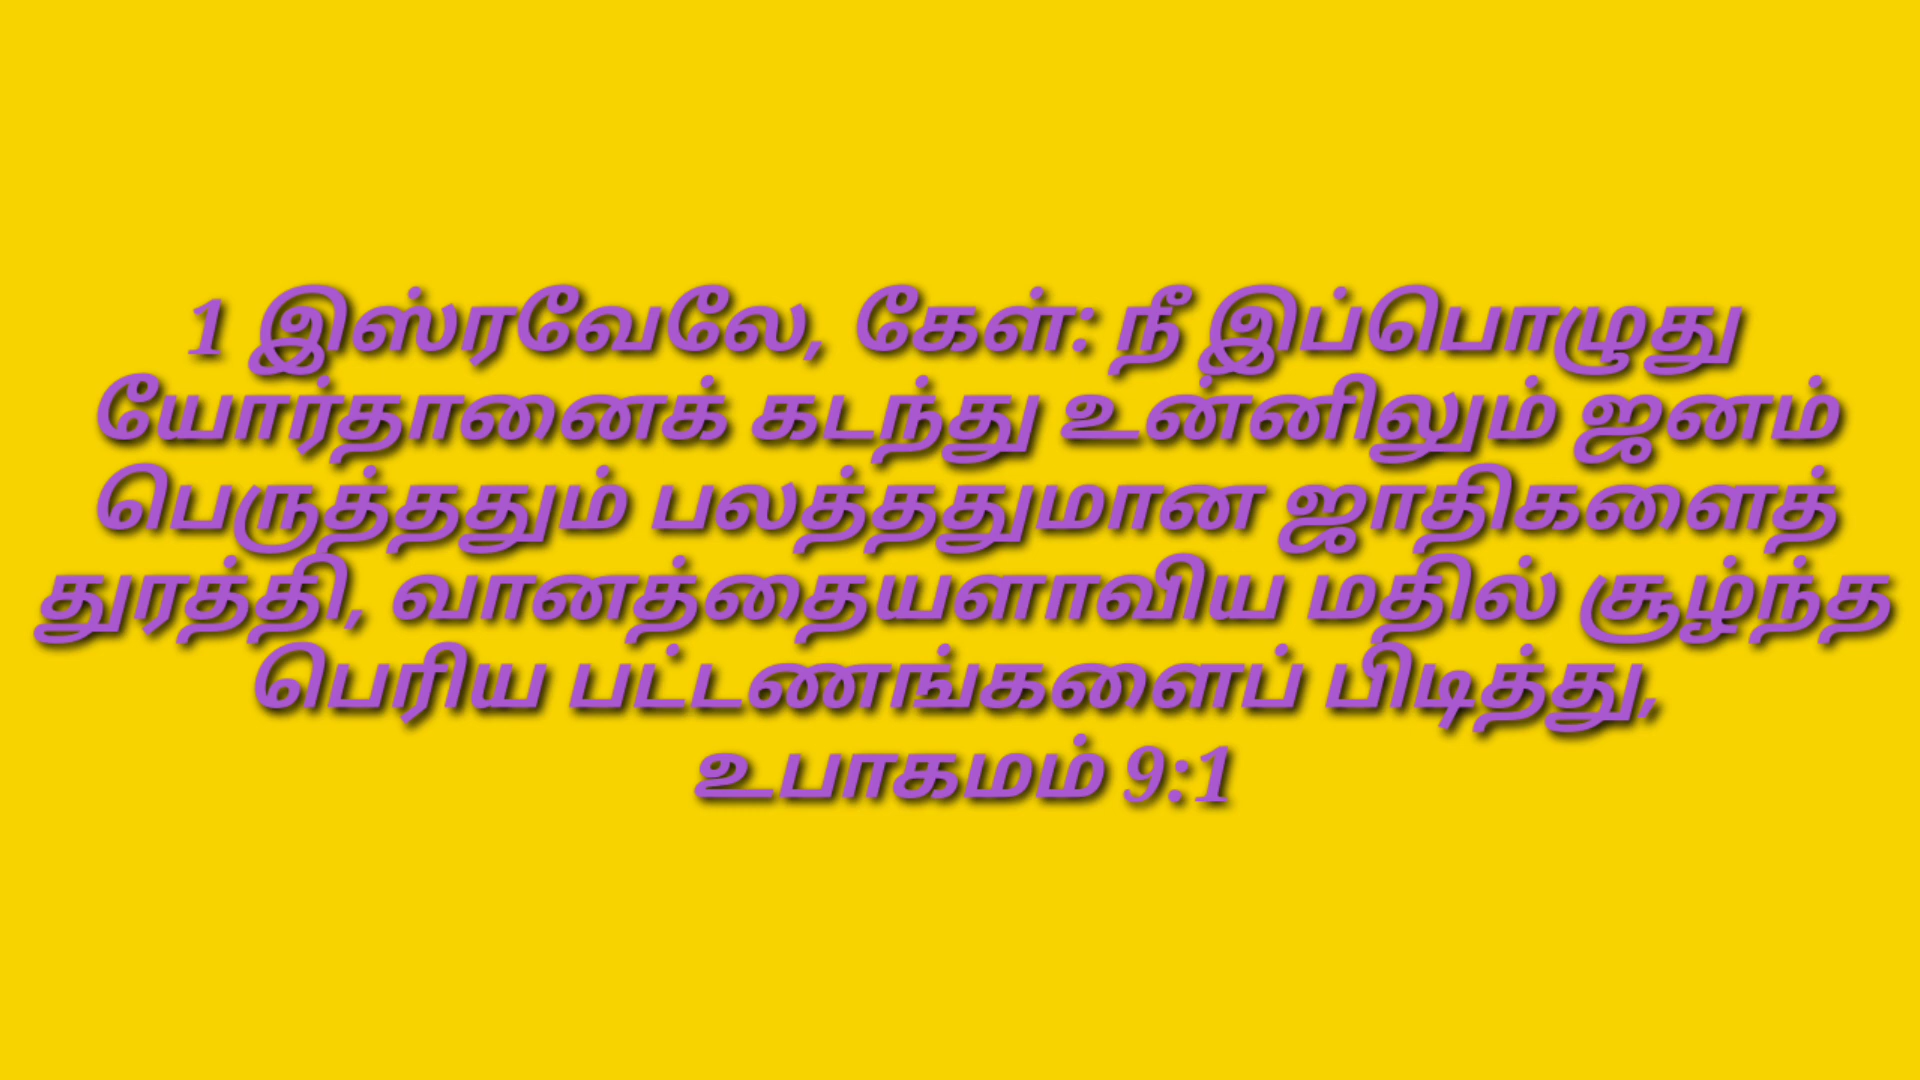 1 இஸ்ரவேலே, கேள்: நீ இப்பொழுது
யோர்தானைக் கடந்து உன்னிலும் ஜனம்
பெருத்ததும் பலத்ததுமான ஜாதிகளைத்
துரத்தி, வானத்தையளாவிய மதில் சூழ்ந்த
பெரிய பட்டணங்களைப் பிடித்து,
உபாகமம் 9:1